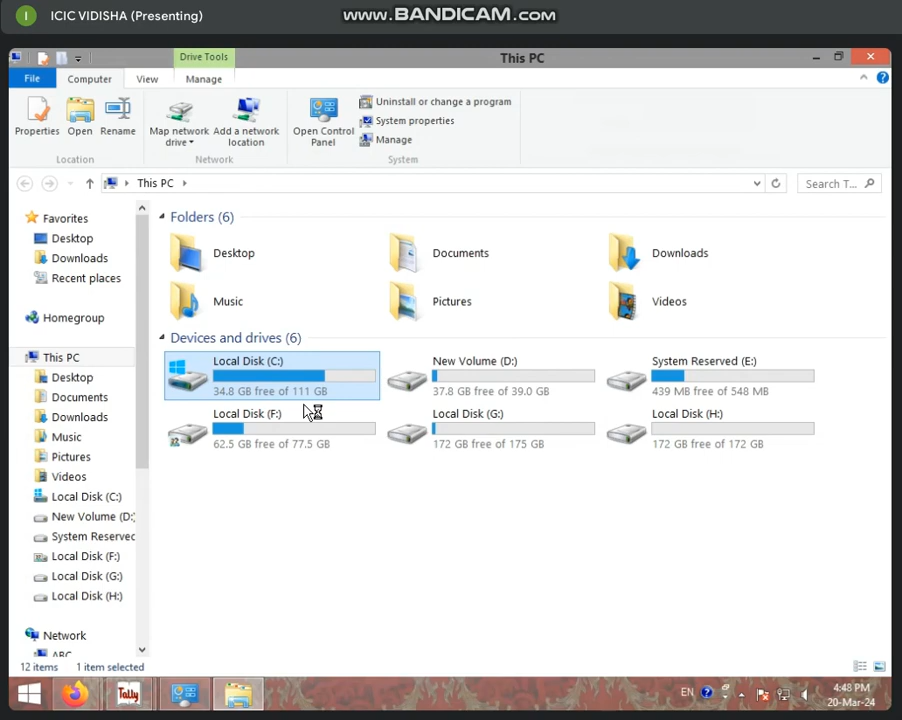 I ICIC VIDISHA (Presenting)
www.BANDICAM.com
Drive Tools
This PC
File Computer View Manage
Properties Open Rename
Map network drive
Add a network location
Open Control Panel
Uninstall or change a program
System properties
Manage
Location Network System
This PC
Search T...
Favorites
Desktop
Downloads
Recent places
Homegroup
This PC
Desktop
Documents
Downloads
Music
Pictures
Videos
Local Disk (C:)
New Volume (D:)
System Reserved
Local Disk (F:)
Local Disk (G:)
Local Disk (H:)
Network
ABC
Folders (6)
Desktop Documents Downloads
Music Pictures Videos
Devices and drives (6)
Local Disk (C:)
34.8 GB free of 111 GB
New Volume (D:)
37.8 GB free of 39.0 GB
System Reserved (E:)
439 MB free of 548 MB
Local Disk (F:)
62.5 GB free of 77.5 GB
Local Disk (G:)
172 GB free of 175 GB
Local Disk (H:)
172 GB free of 172 GB
12 items 1 item selected
Tally
EN
4:48 PM
20-Mar-24